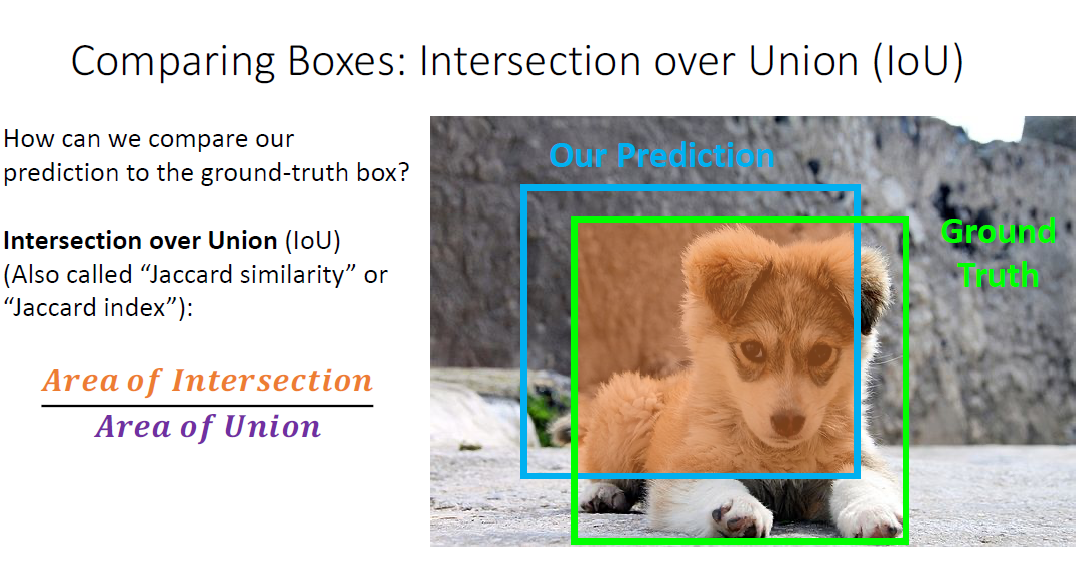 Comparing Boxes: Intersection over Union (IoU)
How can we compare our
prediction to the ground-truth box?
Intersection over Union (IoU)
(Also called “Jaccard similarity” or
“Jaccard index”):
Area of Intersection
Area of Union
Our Prediction
Ground
Truth